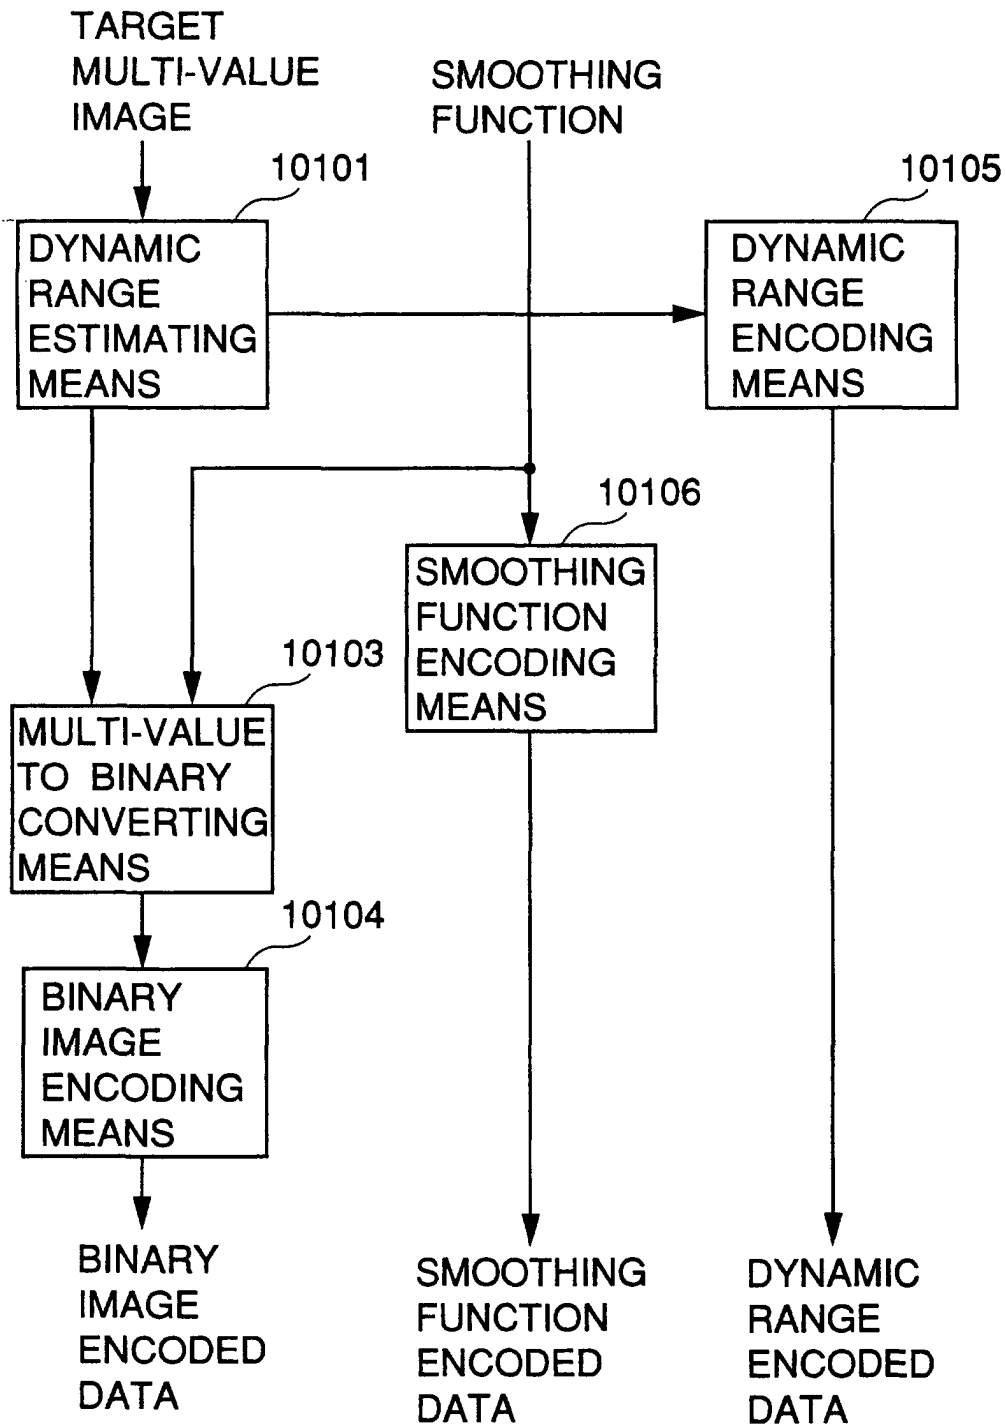 TARGET
MULTI-VALUE
IMAGE
SMOOTHING
FUNCTION
10101
10105
DYNAMIC
RANGE
ESTIMATING
MEANS
DYNAMIC
RANGE
ENCODING
MEANS
10106
SMOOTHING
FUNCTION
ENCODING
MEANS
10103
MULTI-VALUE
TO BINARY
CONVERTING
MEANS
10104
BINARY
IMAGE
ENCODING
MEANS
BINARY
IMAGE
ENCODED
DATA
SMOOTHING
FUNCTION
ENCODED
DATA
DYNAMIC
RANGE
ENCODED
DATA